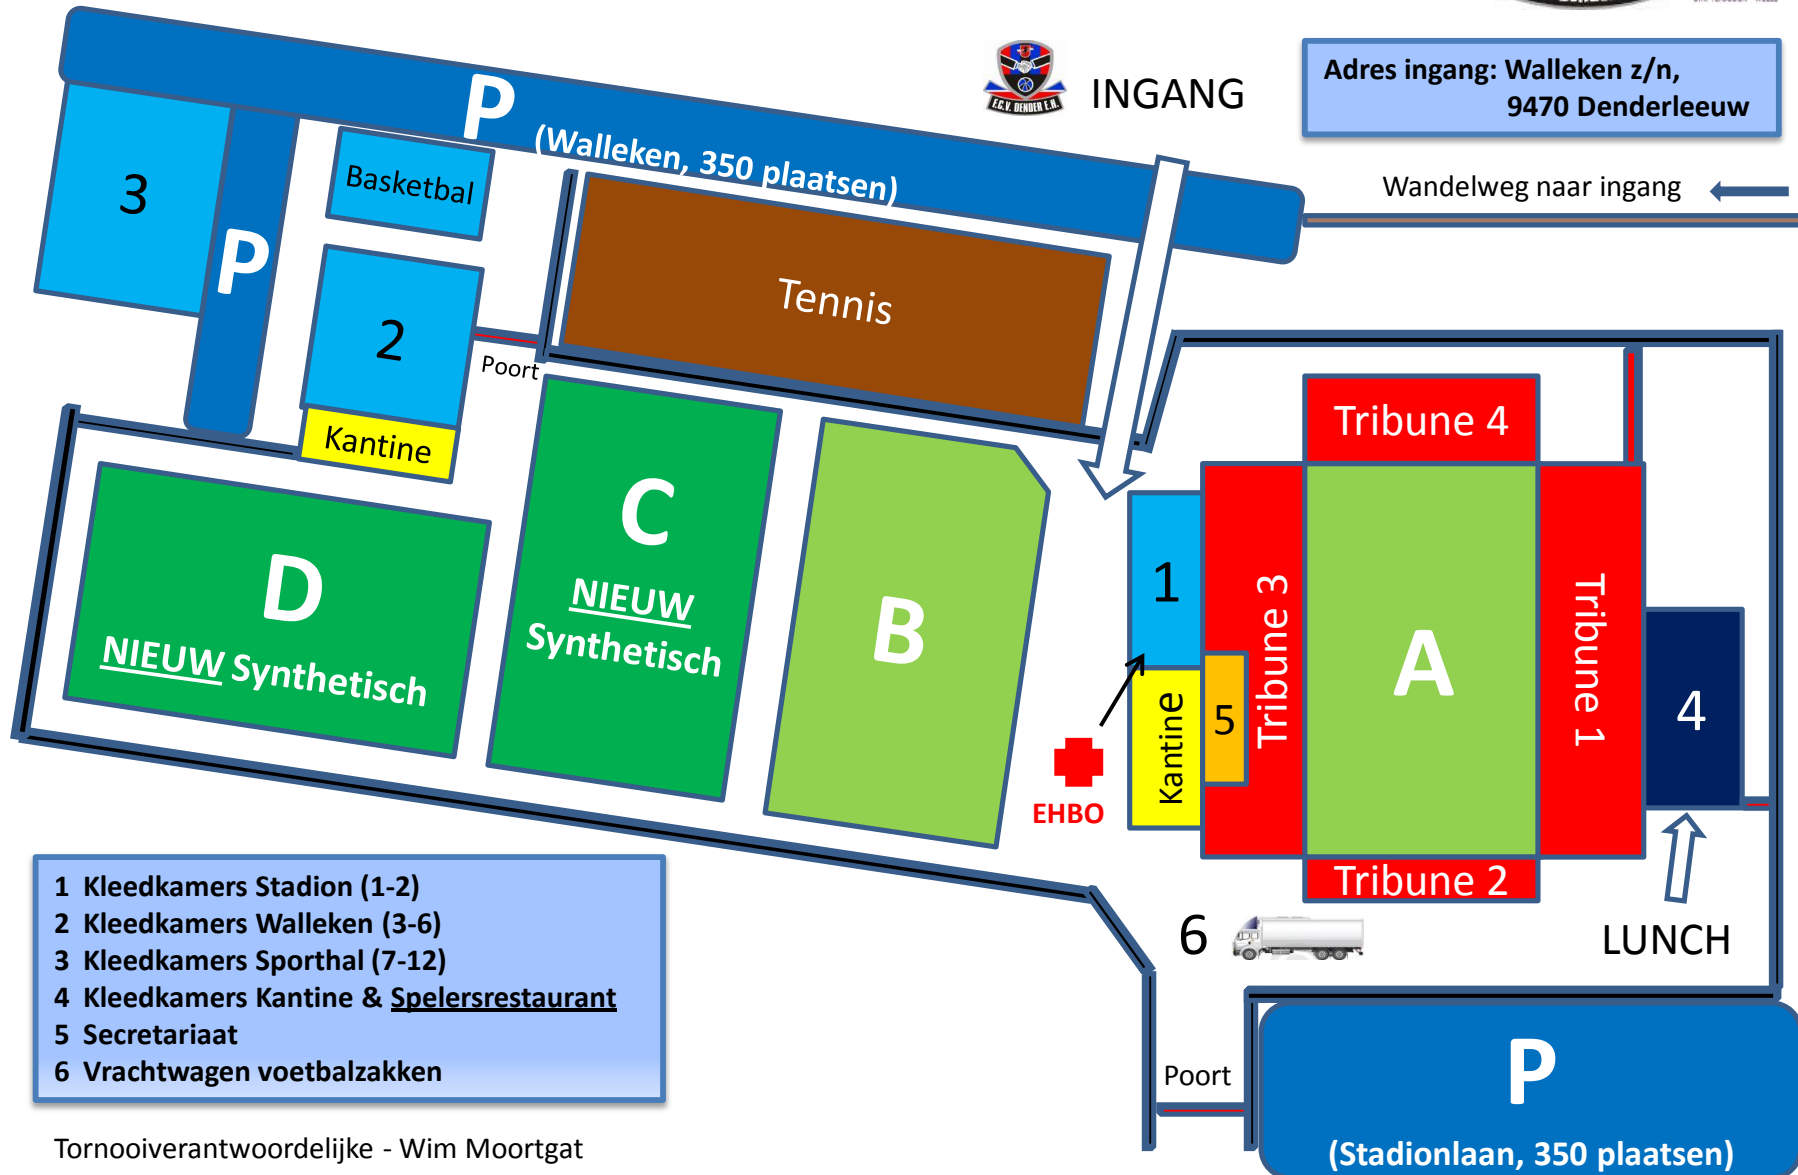 INGANG
F.C.V. DENDER E.H.
Adres ingang: Walleken z/n,
9470 Denderleeuw
Wandelweg naar ingang
P
(Walleken, 350 plaatsen)
3
P
Basketbal
2
Kantine
Poort
Tennis
D
NIEUW Synthetisch
C
NIEUW
Synthetisch
B
1
Kantine
5
EHBO
Tribune 3
Tribune 4
A
Tribune 1
Tribune 2
4
LUNCH
6
1 Kleedkamers Stadion (1-2)
2 Kleedkamers Walleken (3-6)
3 Kleedkamers Sporthal (7-12)
4 Kleedkamers Kantine & Spelersrestaurant
5 Secretariaat
6 Vrachtwagen voetbalzakken
Poort
P
(Stadionlaan, 350 plaatsen)
Tornooiverantwoordelijke - Wim Moortgat